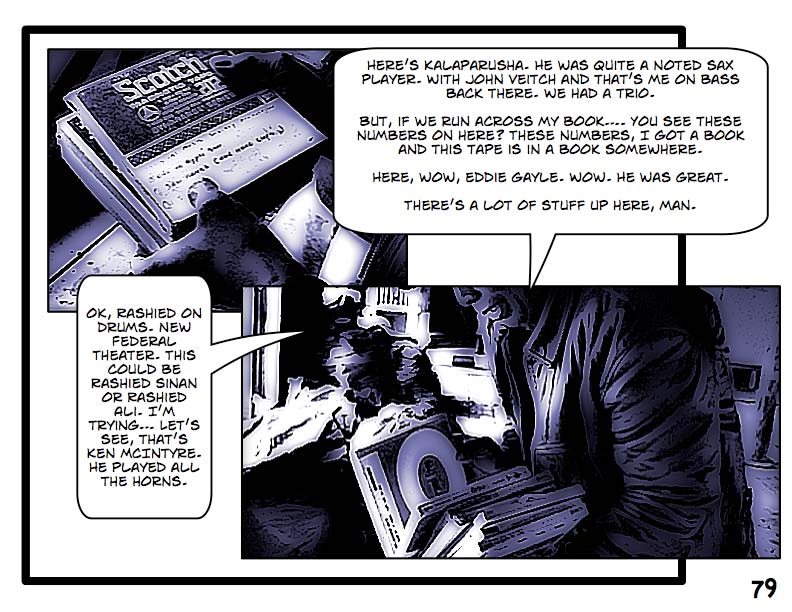 Scotch
HERE'S KALAPARUSHA. HE WAS QUITE A NOTED SAX
PLAYER. WITH JOHN VEITCH AND THAT'S ME ON BASS
BACK THERE. WE HAD A TRIO.
BUT, IF WE RUN ACROSS MY BOOK.... YOU SEE THESE
NUMBERS ON HERE? THESE NUMBERS, I GOT A BOOK
AND THIS TAPE IS IN A BOOK SOMEWHERE.
HERE, WOW, EDDIE GAYLE. WOW. HE WAS GREAT.
THERE'S A LOT OF STUFF UP HERE, MAN.
OK, RASHIED ON
DRUMS. NEW
FEDERAL
THEATER. THIS
COULD BE
RASHIED SINAN
OR RASHIED
ALI. I'M
TRYING... LET'S
SEE, THAT'S
KEN MCINTYRE.
HE PLAYED ALL
THE HORNS.
10
79